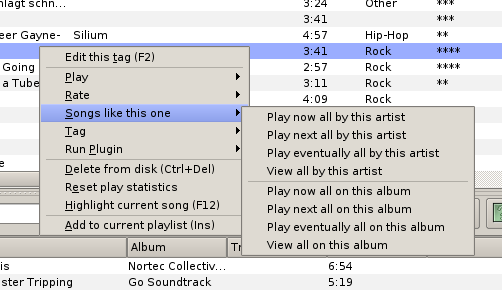 hlagt schn... 3:24 Other ***
3:41 ***
eer Gayne- Silium 4:57 Hip-Hop **
3:41 Rock ****
Going 2:57 Rock ****
a Tube 3:11 Rock **
4:09 Rock
Edit this tag (F2)
Play
Rate
Songs like this one
Tag
Run Plugin
Delete from disk (Ctrl+Del)
Reset play statistics
Highlight current song (F12)
Add to current playlist (Ins)
Play now all by this artist
Play next all by this artist
Play eventually all by this artist
View all by this artist
Play now all on this album
Play next all on this album
Play eventually all on this album
View all on this album
e
Album Tr
is Nortec Collectiv... 6:54
ster Tripping Go Soundtrack 5:19